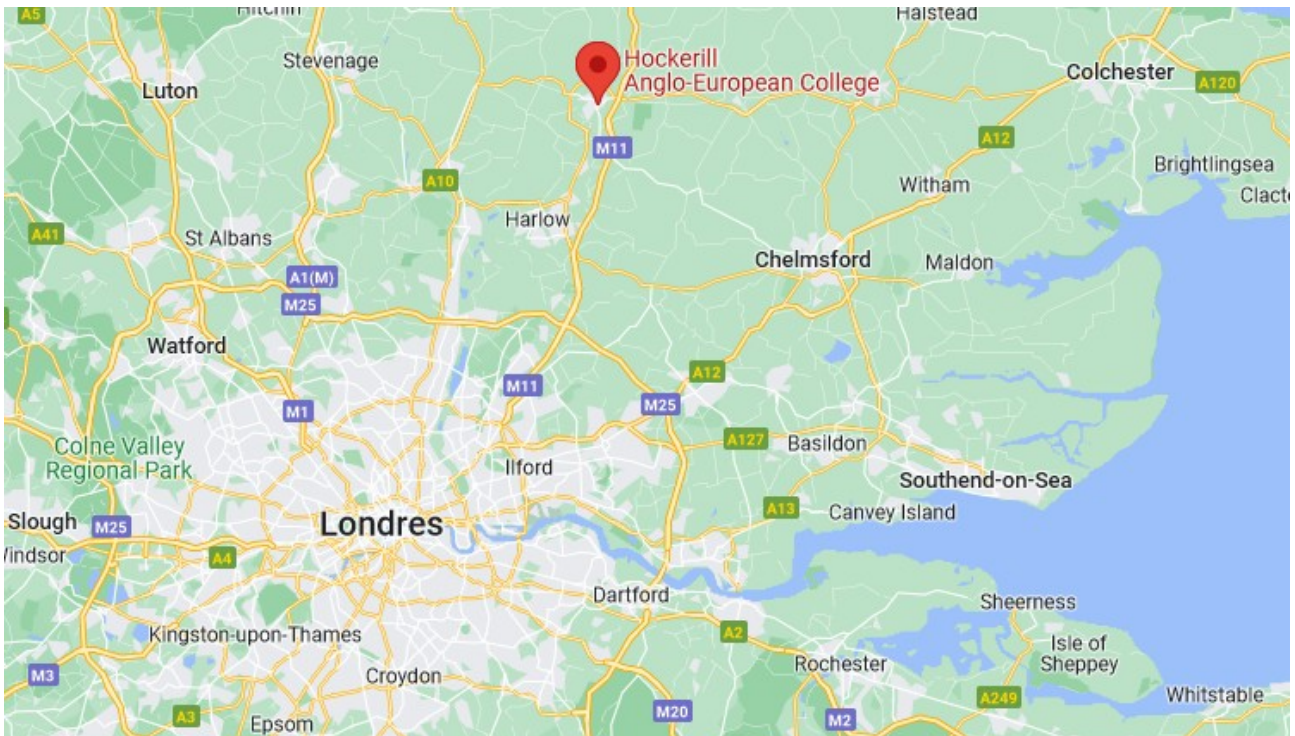 A5
Hitchin
Halstead
Stevenage
Hockerill
Anglo-European College
Colchester
Luton
A120
M11
A12
Brightlingsea
A10
Witham
Harlow
A41
St Albans
Chelmsford
Maldon
A1(M)
M25
Watford
A12
M11
M25
M1
A127
Basildon
Colne Valley
Regional Park
Ilford
Southend-on-Sea
A13
Canvey Island
Slough
M25
Londres
A4
Dartford
Sheerness
A2
Kingston-upon-Thames
Isle of
Sheppey
Rochester
Croydon
M3
Whitstable
A249
A3
M20
M2
Epsom